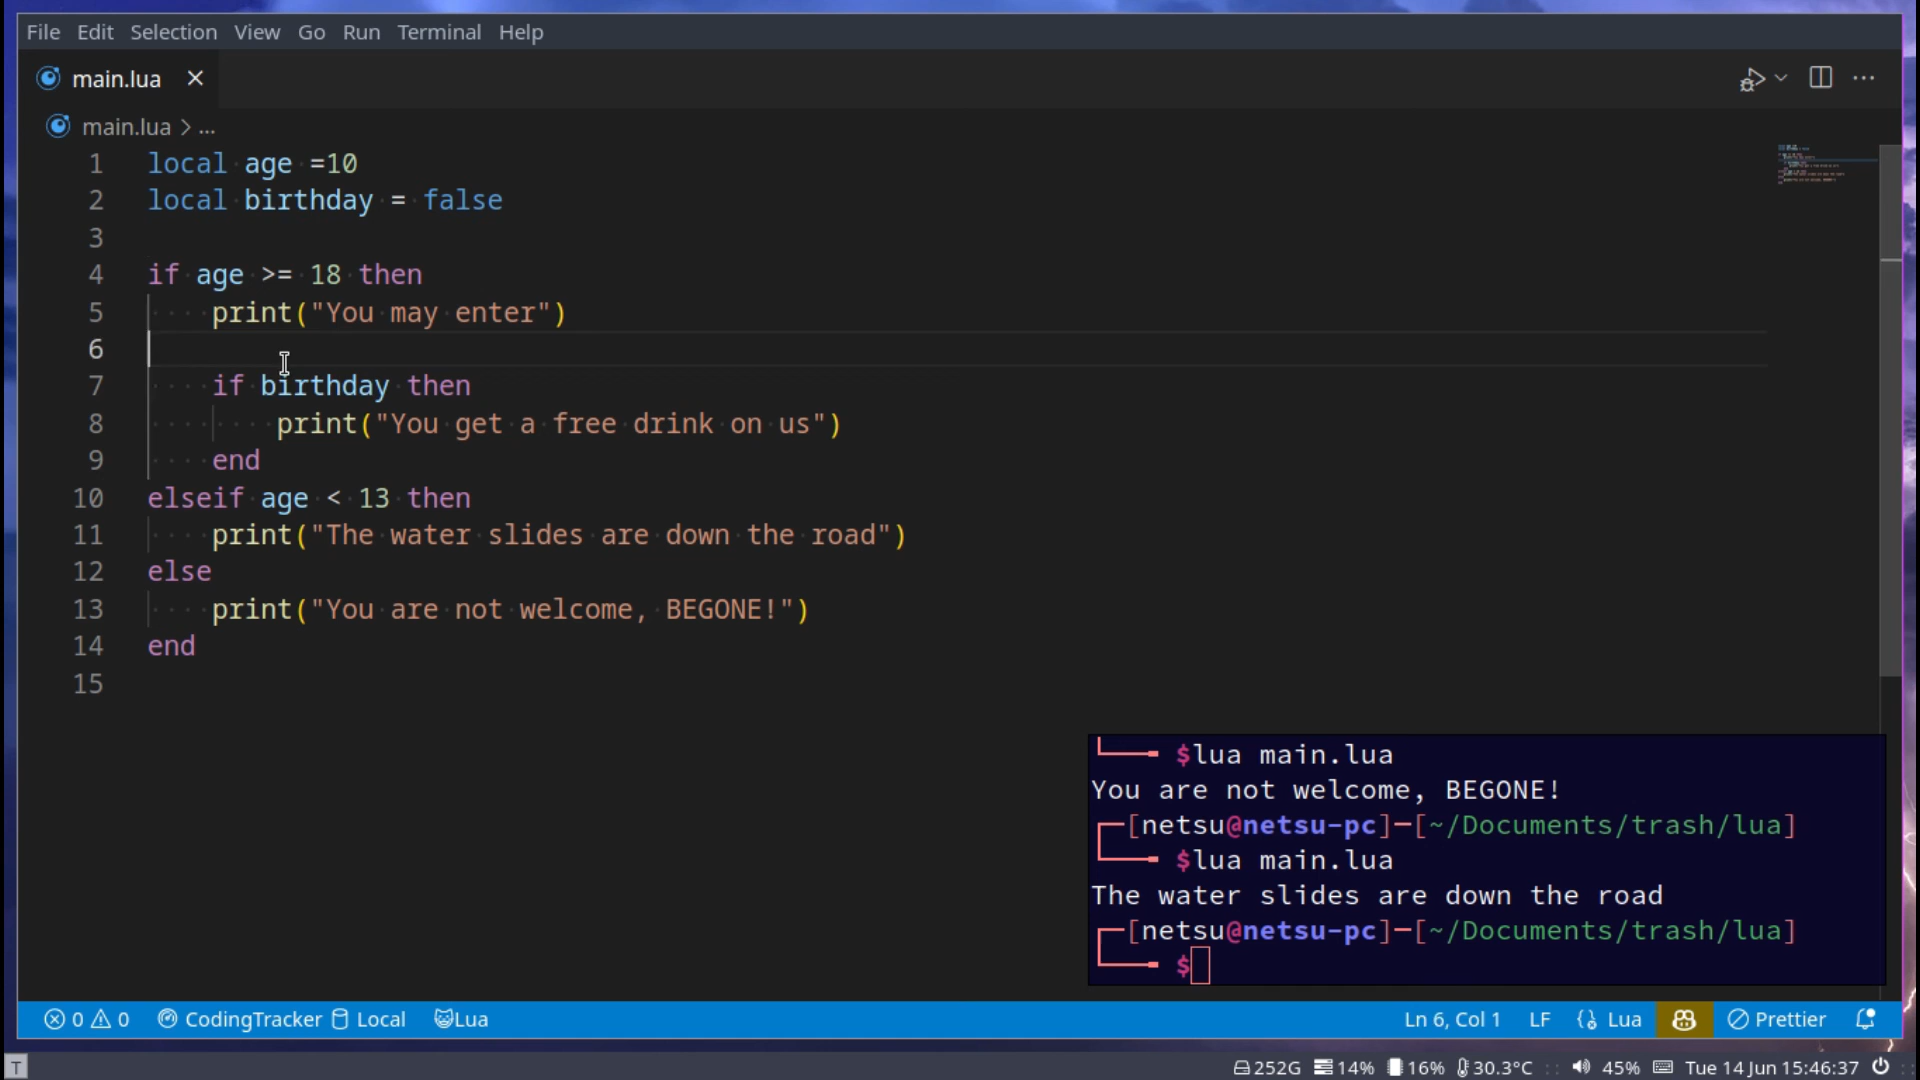 File Edit Selection View Go Run Terminal Help
main.lua
main.lua > ...
1 local age =10
2 local birthday = false
3
4 if age >= 18 then
5 print("You may enter")
6
7 if birthday then
8 print("You get a free drink on us")
9 end
10 elseif age < 13 then
11 print("The water slides are down the road")
12 else
13 print("You are not welcome, BEGONE!")
14 end
15
$lua main.lua
You are not welcome, BEGONE!
[netsu@netsu-pc]-[~/Documents/trash/lua]
$lua main.lua
The water slides are down the road
[netsu@netsu-pc]-[~/Documents/trash/lua]
$
0 0 CodingTracker Local Lua Ln 6, Col 1 LF Lua Prettier
T 252G 14% 16% 30.3°C :: 45% Tue 14 Jun 15:46:37